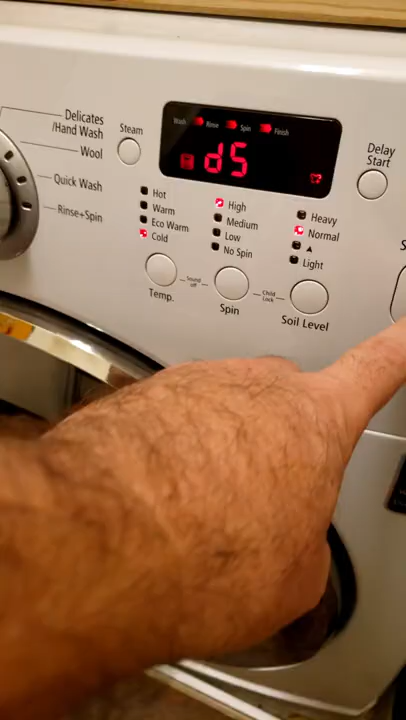 Delicates
/Hand Wash
Wool
Quick Wash
Rinse+Spin
Steam
Wash Rinse Spin Finish
dS
Delay
Start
Hot
Warm
Eco Warm
Cold
High
Medium
Low
No Spin
Heavy
Normal
Light
Temp.
Sound
off
Spin
Child
Lock
Soil Level
S